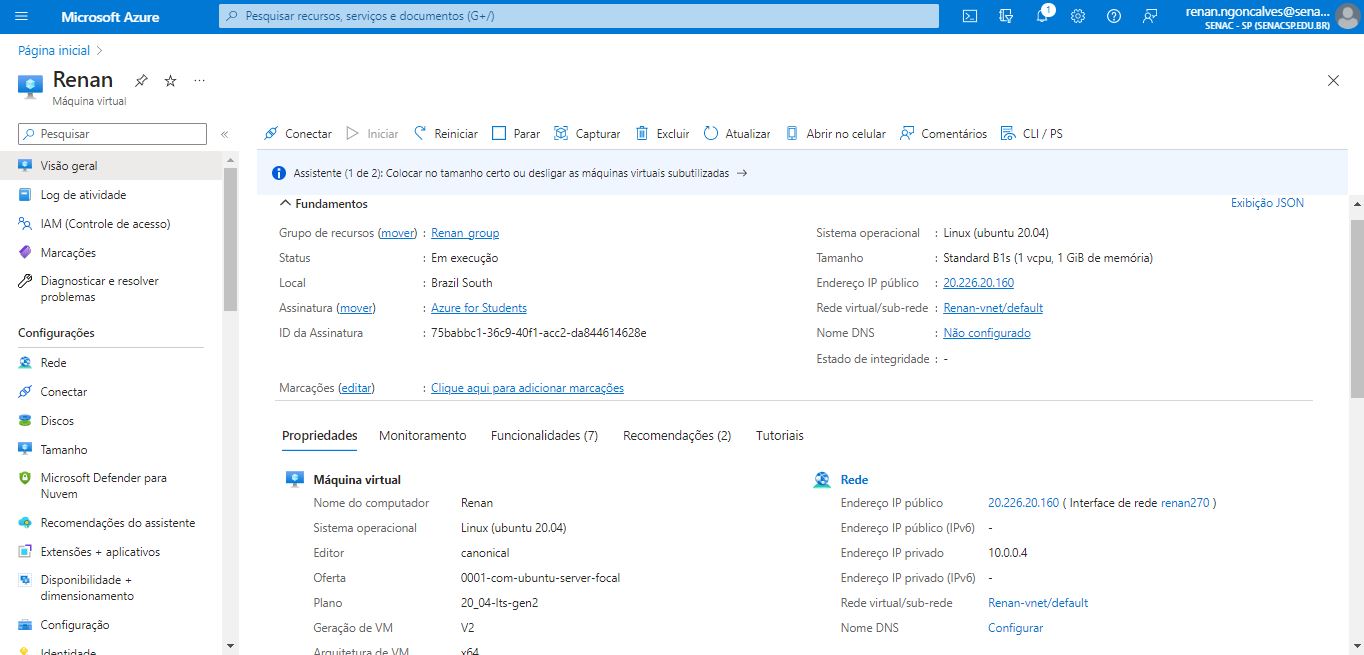 Microsoft Azure
Pesquisar recursos, serviços e documentos (G+/)
1
renan.ngoncalves@sena...
SENAC - SP (SENACSP.EDU.BR)
Página inicial
Renan
Máquina virtual
Pesquisar
Conectar Iniciar Reiniciar Parar Capturar Excluir Atualizar Abrir no celular Comentários CLI / PS
Assistente (1 de 2): Colocar no tamanho certo ou desligar as máquinas virtuais subutilizadas →
Visão geral
Log de atividade
IAM (Controle de acesso)
Marcações
Diagnosticar e resolver
problemas
Configurações
Rede
Conectar
Discos
Tamanho
Microsoft Defender para
Nuvem
Recomendações do assistente
Extensões + aplicativos
Disponibilidade +
dimensionamento
Configuração
Identidade
Fundamentos
Exibição JSON
Grupo de recursos (mover) : Renan_group
Status : Em execução
Local : Brazil South
Assinatura (mover) : Azure for Students
ID da Assinatura : 75babbc1-36c9-40f1-acc2-da844614628e
Sistema operacional : Linux (ubuntu 20.04)
Tamanho : Standard B1s (1 vcpu, 1 GiB de memória)
Endereço IP público : 20.226.20.160
Rede virtual/sub-rede : Renan-vnet/default
Nome DNS : Não configurado
Estado de integridade : -
Marcações (editar) : Clique aqui para adicionar marcações
Propriedades Monitoramento Funcionalidades (7) Recomendações (2) Tutoriais
Máquina virtual
Nome do computador Renan
Sistema operacional Linux (ubuntu 20.04)
Editor canonical
Oferta 0001-com-ubuntu-server-focal
Plano 20_04-lts-gen2
Geração de VM V2
Arquitetura de VM x64
Rede
Endereço IP público 20.226.20.160 ( Interface de rede renan270 )
Endereço IP público (IPv6) -
Endereço IP privado 10.0.0.4
Endereço IP privado (IPv6) -
Rede virtual/sub-rede Renan-vnet/default
Nome DNS Configurar